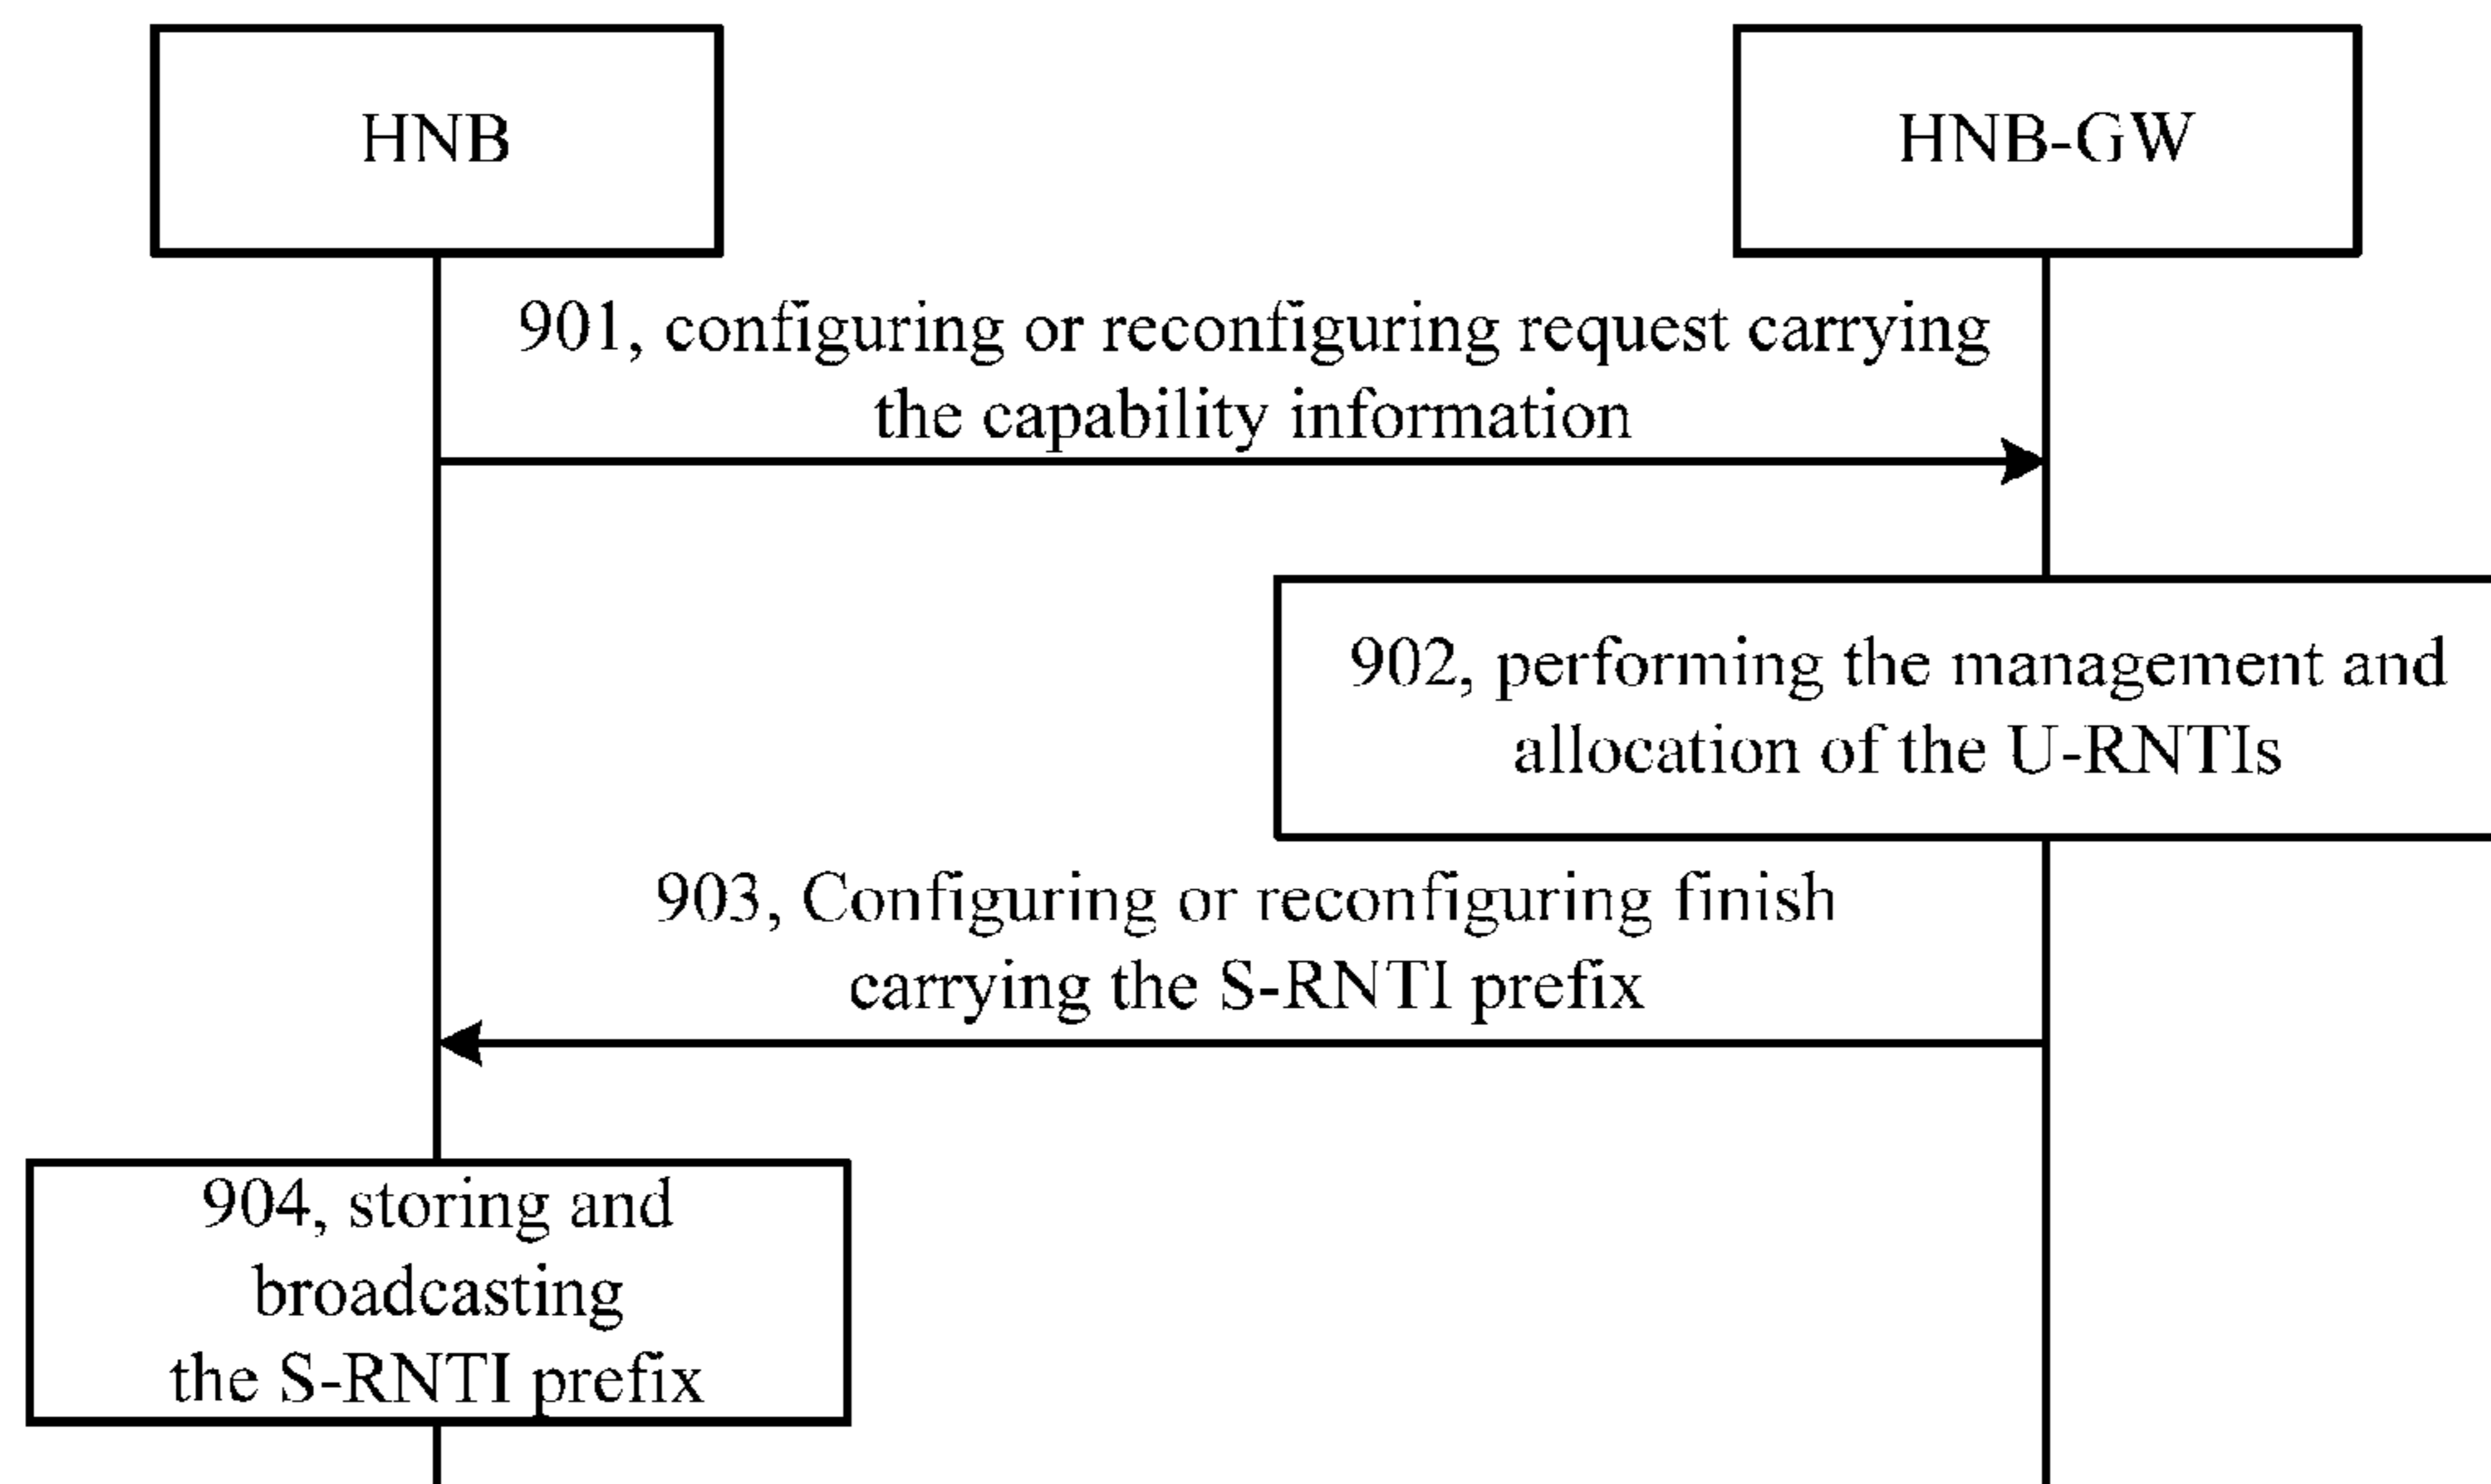 HNB
HNB-GW
901, configuring or reconfiguring request carrying
the capability information
902, performing the management and
allocation of the U-RNTIs
903, Configuring or reconfiguring finish
carrying the S-RNTI prefix
904, storing and
broadcasting
the S-RNTI prefix